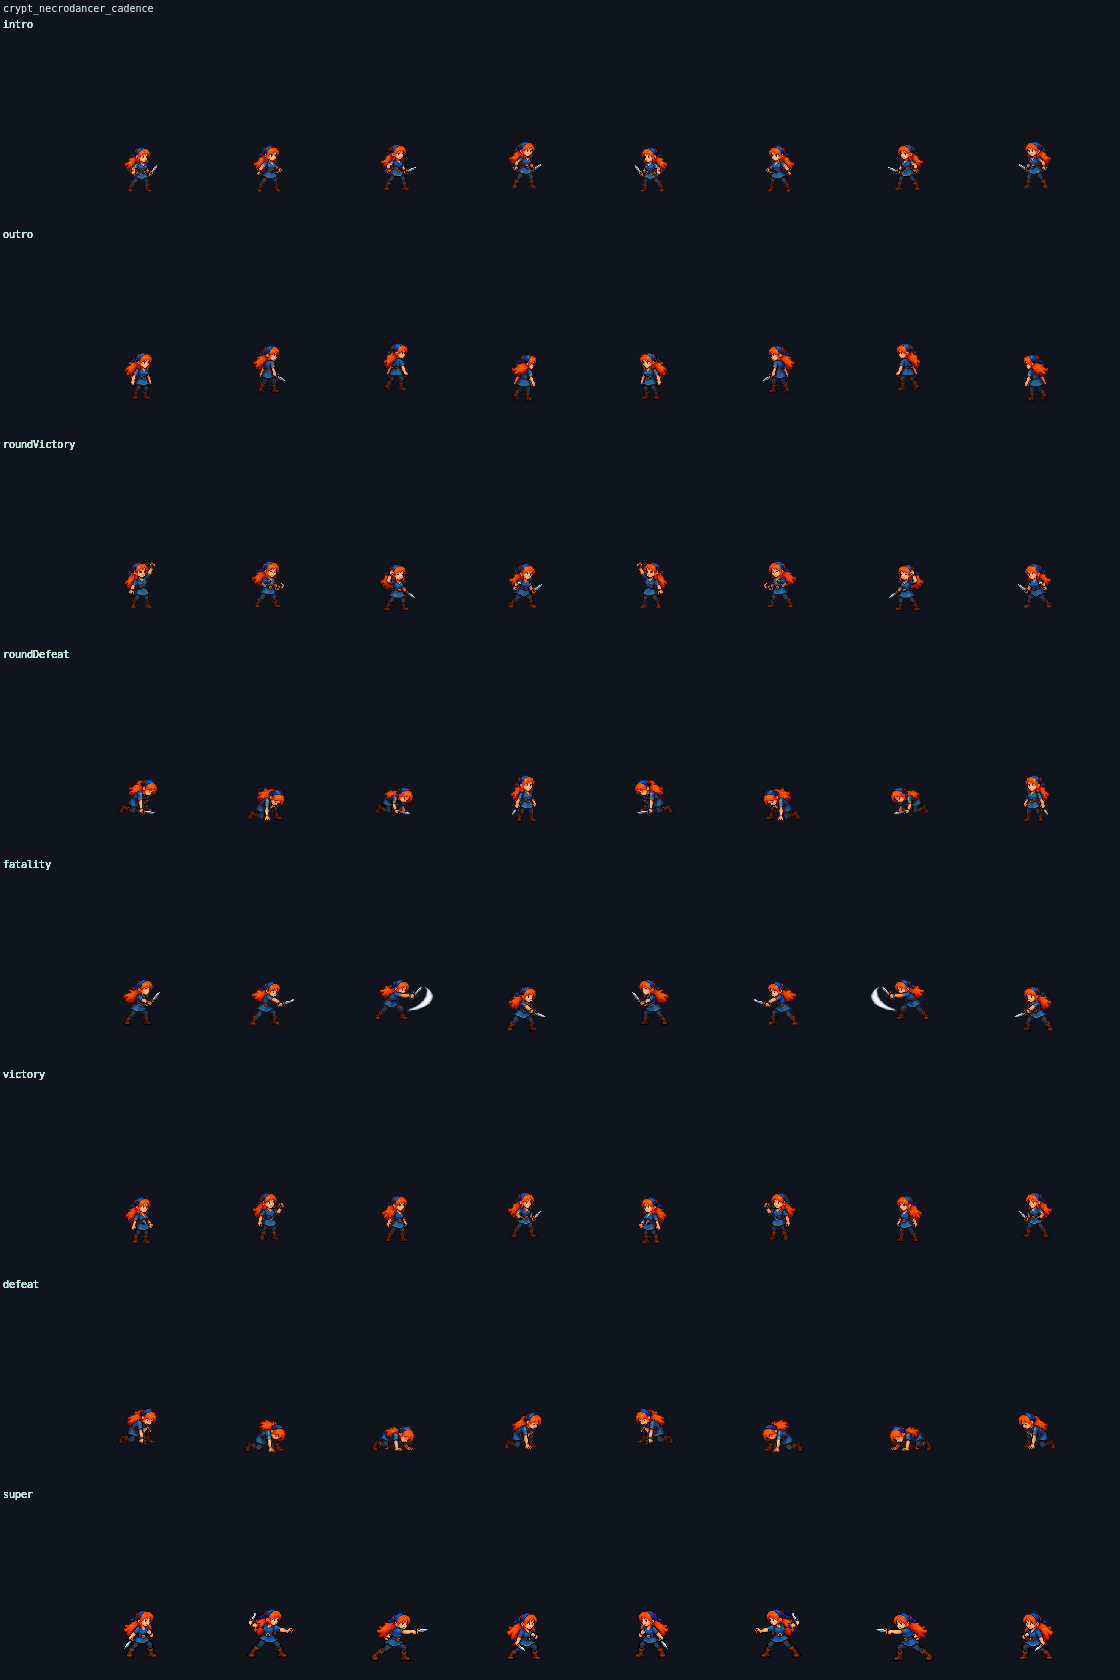 crypt_necrodancer_cadence
intro
outro
roundVictory
roundDefeat
fatality
victory
defeat
super